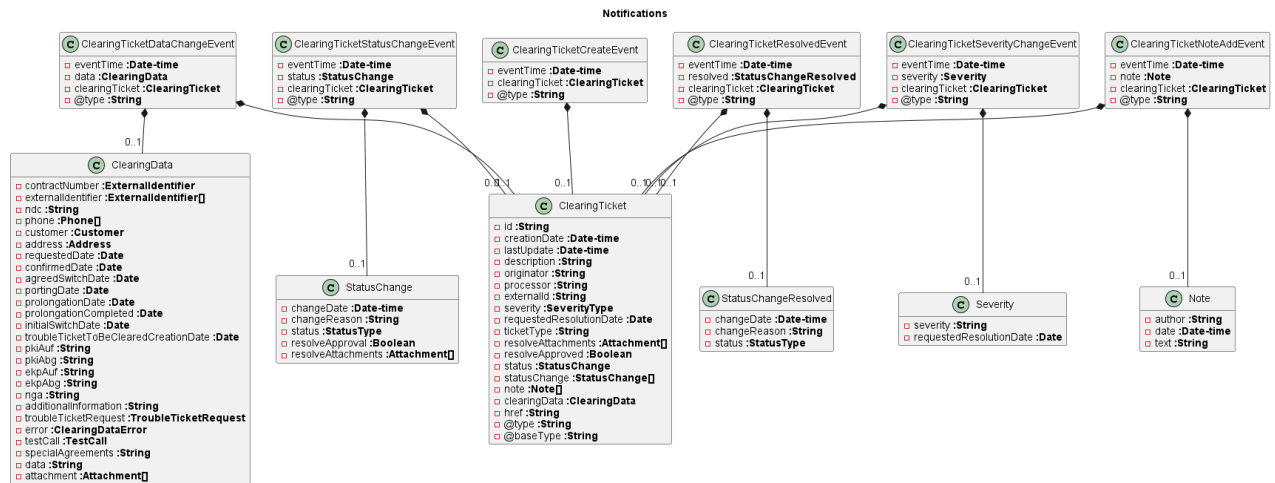 Notifications
C ClearingTicketDataChangeEvent
eventTime :Date-time
data :ClearingData
clearingTicket :ClearingTicket
@type :String
C ClearingTicketStatusChangeEvent
eventTime :Date-time
status :StatusChange
clearingTicket :ClearingTicket
@type :String
C ClearingTicketCreateEvent
eventTime :Date-time
clearingTicket :ClearingTicket
@type :String
C ClearingTicketResolvedEvent
eventTime :Date-time
resolved :StatusChangeResolved
clearingTicket :ClearingTicket
@type :String
C ClearingTicketSeverityChangeEvent
eventTime :Date-time
severity :Severity
clearingTicket :ClearingTicket
@type :String
C ClearingTicketNoteAddEvent
eventTime :Date-time
note :Note
clearingTicket :ClearingTicket
@type :String
0..1
C ClearingData
contractNumber :ExternalIdentifier
externalIdentifier :ExternalIdentifier[]
ndc :String
phone :Phone[]
customer :Customer
address :Address
requestedDate :Date
confirmedDate :Date
agreedSwitchDate :Date
portingDate :Date
prolongationDate :Date
prolongationCompleted :Date
initialSwitchDate :Date
troubleTicketToBeClearedCreationDate :Date
pkiAuf :String
pkiAbg :String
ekpAuf :String
ekpAbg :String
nga :String
additionalInformation :String
troubleTicketRequest :TroubleTicketRequest
error :ClearingDataError
testCall :TestCall
specialAgreements :String
data :String
attachment :Attachment[]
0..1
C StatusChange
changeDate :Date-time
changeReason :String
status :StatusType
resolveApproval :Boolean
resolveAttachments :Attachment[]
0..1
0..1
C ClearingTicket
id :String
creationDate :Date-time
lastUpdate :Date-time
description :String
originator :String
processor :String
externalId :String
severity :SeverityType
requestedResolutionDate :Date
ticketType :String
resolveAttachments :Attachment[]
resolveApproved :Boolean
status :StatusChange
statusChange :StatusChange[]
note :Note[]
clearingData :ClearingData
href :String
@type :String
@baseType :String
0..1
C StatusChangeResolved
changeDate :Date-time
changeReason :String
status :StatusType
0..1
C Severity
severity :String
requestedResolutionDate :Date
0..1
C Note
author :String
date :Date-time
text :String